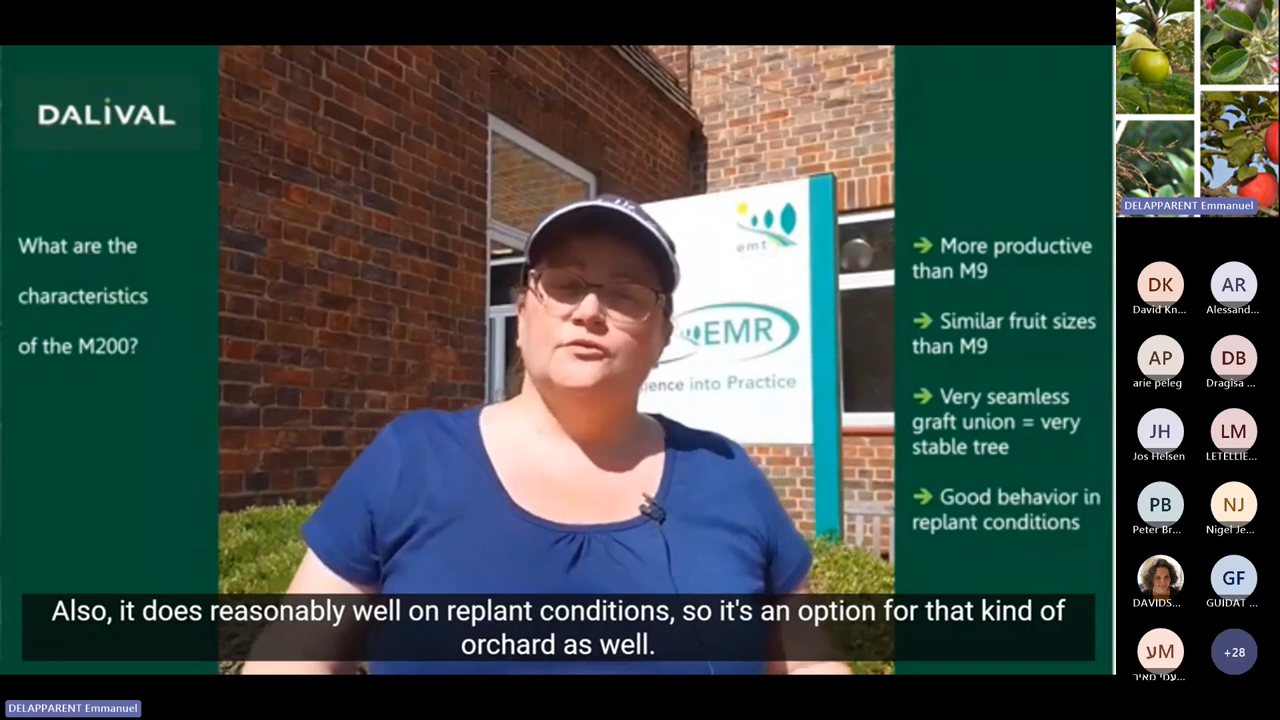 DALiVAL
What are the
characteristics
of the M200?
emt
EMR
gence into Practice
➔ More productive
than M9
➔ Similar fruit sizes
than M9
➔ Very seamless
graft union = very
stable tree
➔ Good behavior in
replant conditions
Also, it does reasonably well on replant conditions, so it's an option for that kind of
orchard as well.
DELAPPARENT Emmanuel
DELAPPARENT Emmanuel
DK
David Kn...
AR
Alessand...
AP
arie peleg
DB
Dragisa ...
JH
Jos Helsen
LM
LETELLIE...
PB
Peter Br...
NJ
Nigel Je...
DAVIDS...
GF
GUIDAT ...
עמ
עמי מאיר...
+28